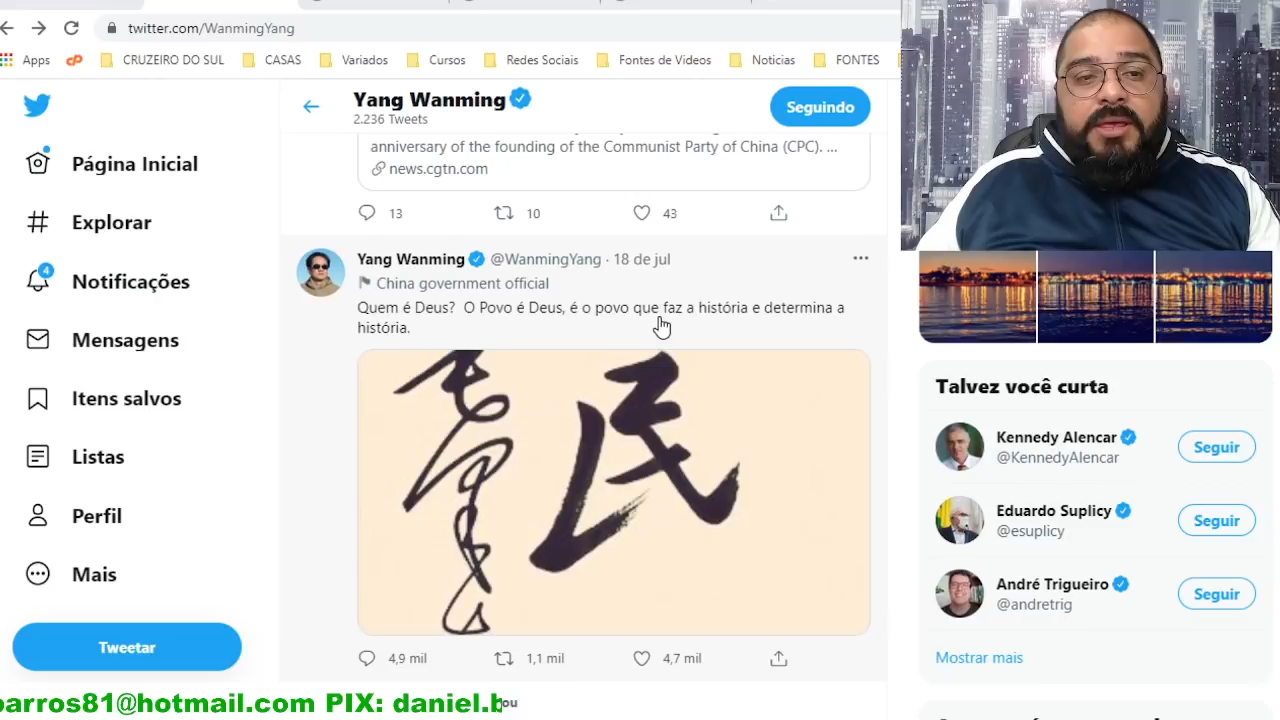 twitter.com/WanmingYang
Apps
CRUZEIRO DO SUL
CASAS
Variados
Cursos
Redes Sociais
Fontes de Videos
Noticias
FONTES
Yang Wanming
2.236 Tweets
Seguindo
Página Inicial
Explorar
4
Notificações
Mensagens
Itens salvos
Listas
Perfil
Mais
Tweetar
anniversary of the founding of the Communist Party of China (CPC). ...
news.cgtn.com
13
10
43
Yang Wanming @WanmingYang · 18 de jul
China government official
Quem é Deus? O Povo é Deus, é o povo que faz a história e determina a
história.
民
4,9 mil
1,1 mil
4,7 mil
Talvez você curta
Kennedy Alencar
@KennedyAlencar
Seguir
Eduardo Suplicy
@esuplicy
Seguir
André Trigueiro
@andretrig
Seguir
Mostrar mais
barros81@hotmail.com PIX: daniel.b